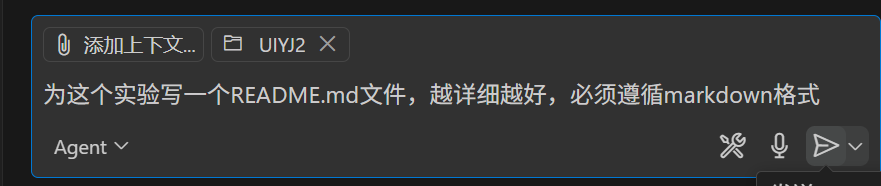 添加上下文...
UIYJ2
为这个实验写一个README.md文件，越详细越好，必须遵循markdown格式
Agent